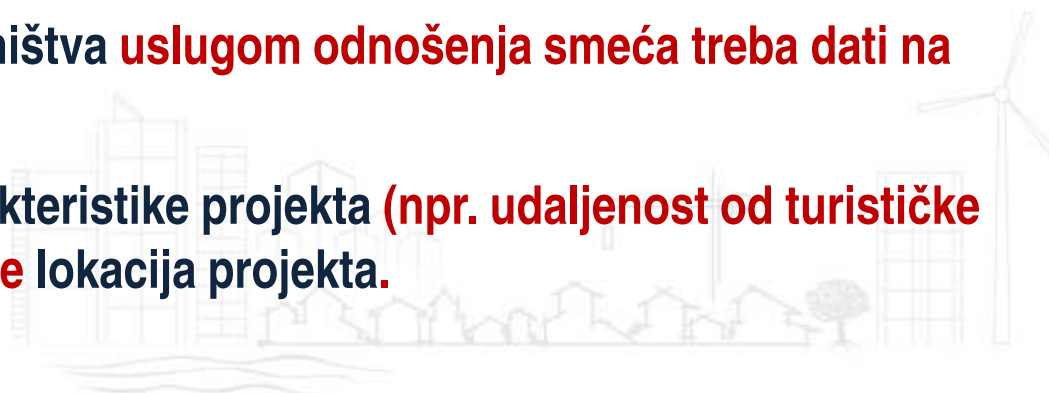 ništva uslugom odnošenja smeća treba dati na
kteristike projekta (npr. udaljenost od turističke
e lokacija projekta.